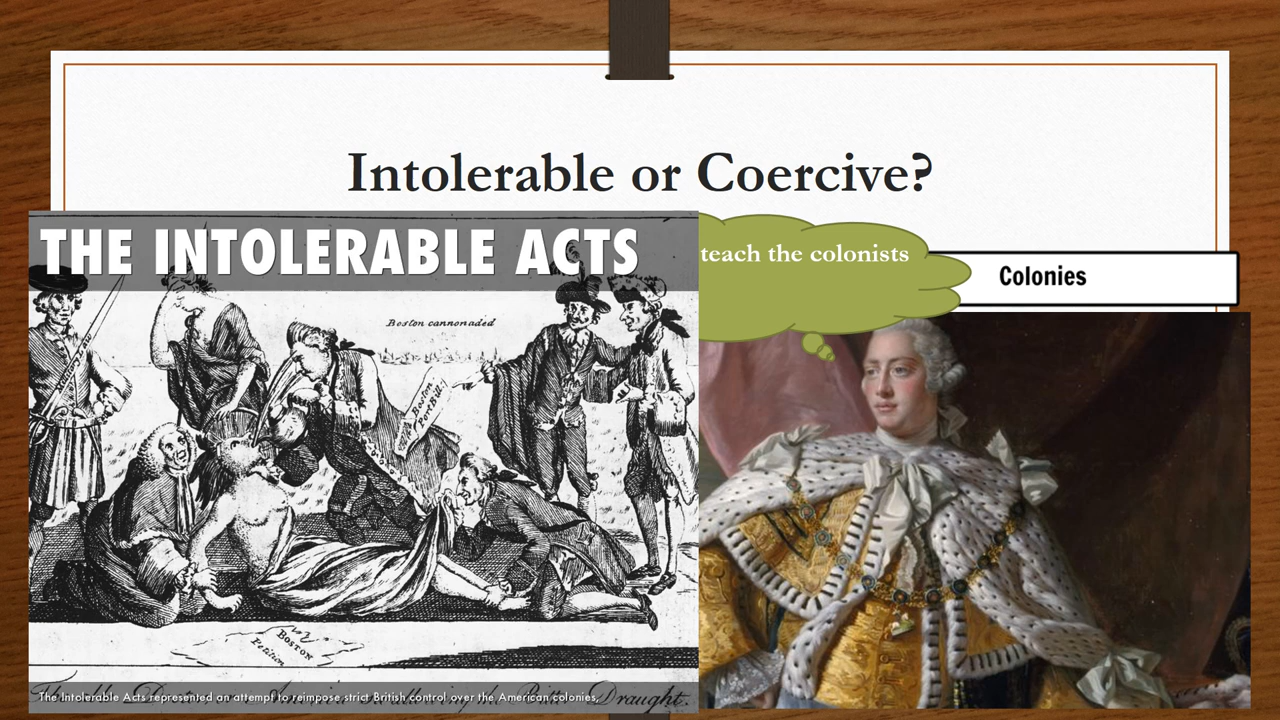 Intolerable or Coercive?
THE INTOLERABLE ACTS
teach the colonists
Colonies
Boston cannonaded
Boston
Port Bill
BOSTON
Petition
The Intolerable Acts represented an attempt to reimpose strict British control over the American colonies.
Draught.